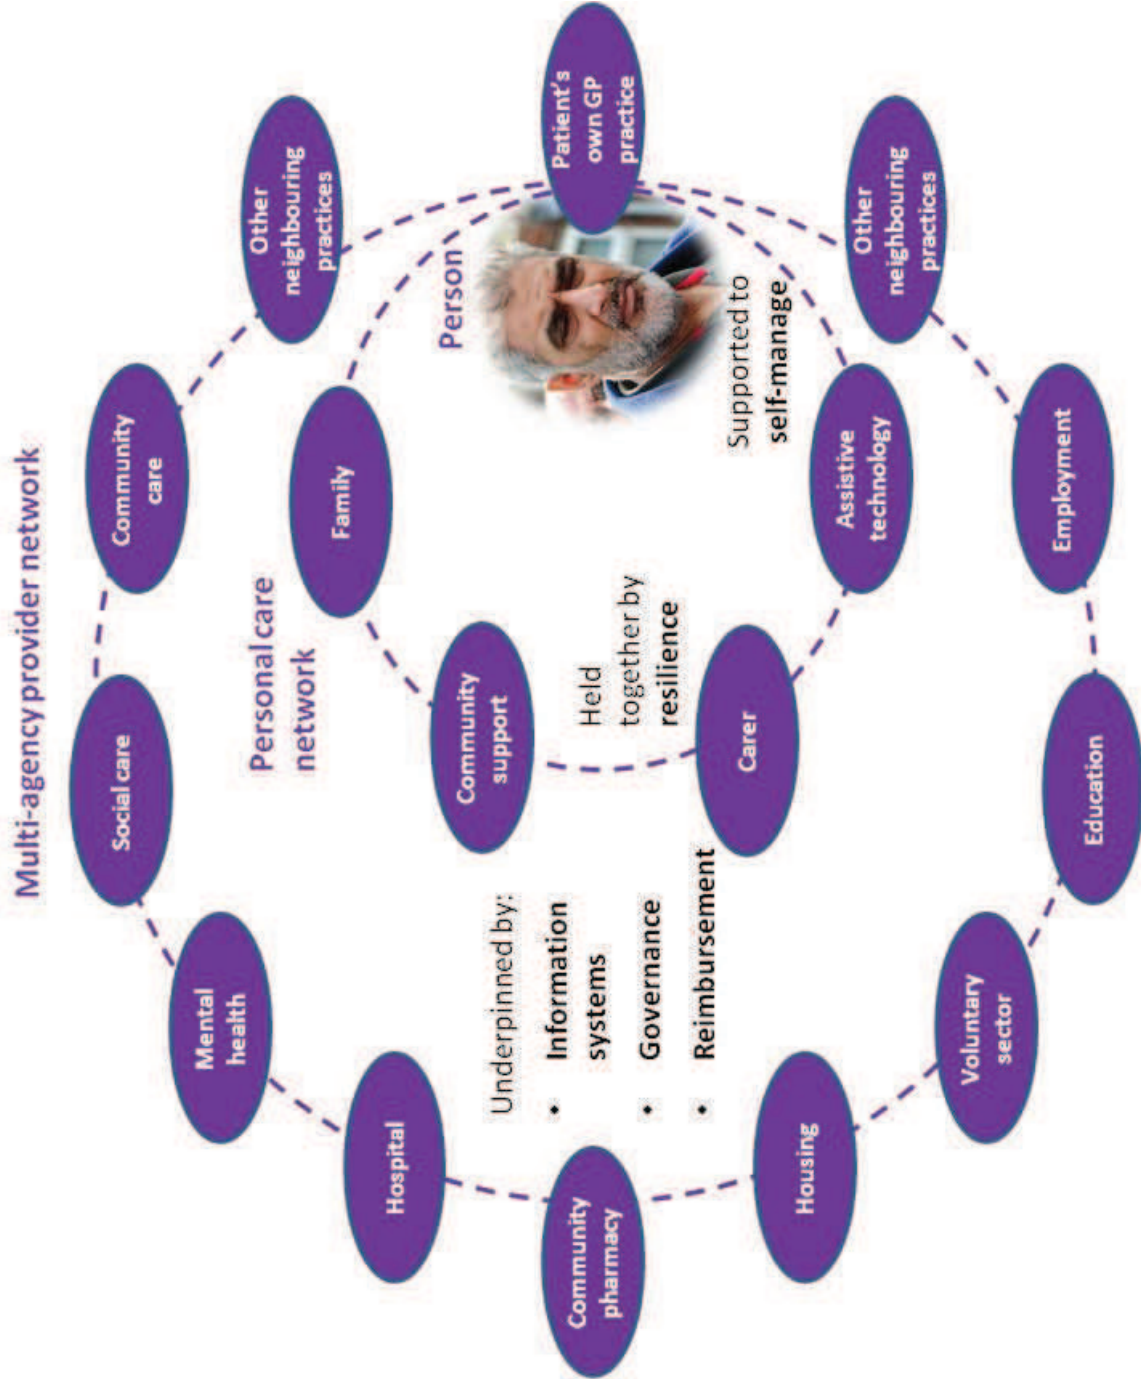 Multi-agency provider network
Social care
Community
care
Mental
health
Other
neighbouring
practices
Personal care
network
Family
Hospital
Community
support
Person
Underpinned by:
• Information
systems
• Governance
• Reimbursement
Held
together by
resilience
Patient's
own GP
practice
Community
pharmacy
Supported to
self-manage
Carer
Assistive
technology
Housing
Other
neighbouring
practices
Voluntary
sector
Employment
Education